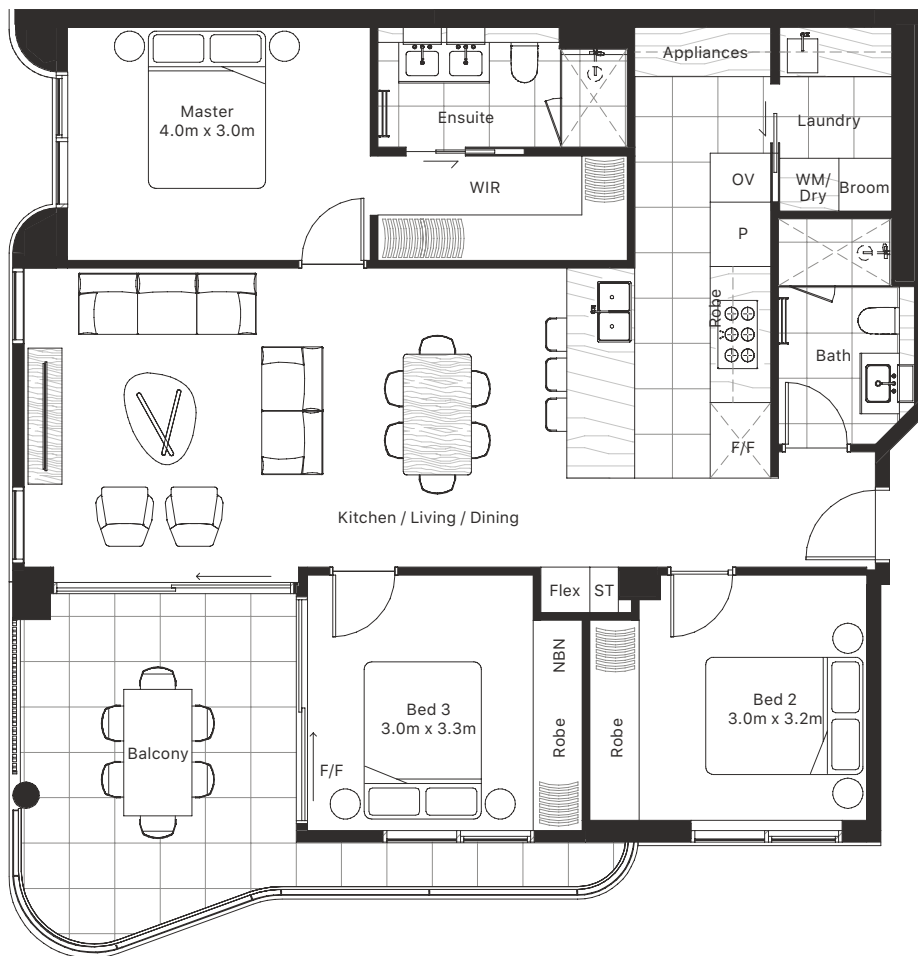 Appliances
Master
4.0m x 3.0m
Ensuite
Laundry
WIR
OV
WM/
Dry
Broom
P
Robe
Bath
F/F
Kitchen / Living / Dining
Flex
ST
NBN
Bed 3
3.0m x 3.3m
Robe
Robe
Bed 2
3.0m x 3.2m
Balcony
F/F